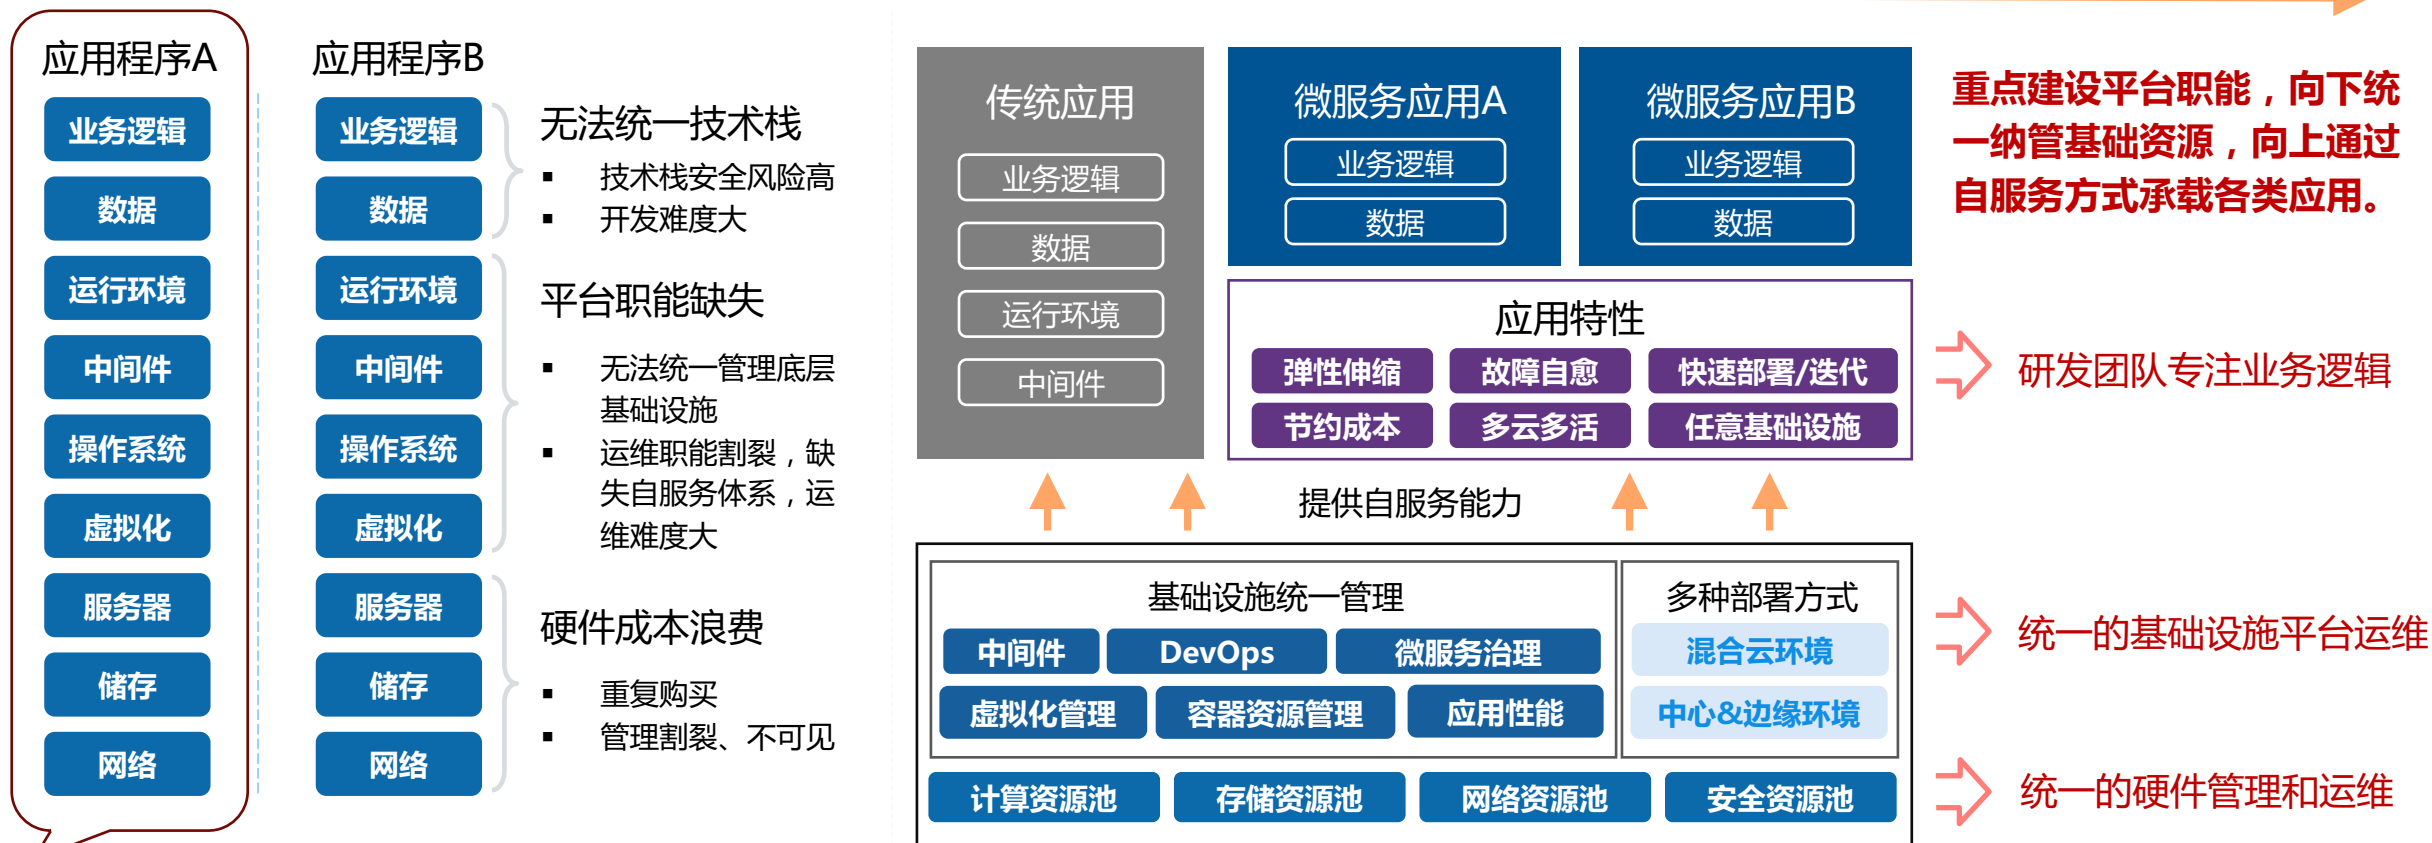 应用程序A
业务逻辑
数据
运行环境
中间件
操作系统
虚拟化
服务器
储存
网络
应用程序B
业务逻辑
数据
运行环境
中间件
操作系统
虚拟化
服务器
储存
网络
无法统一技术栈
▪ 技术栈安全风险高
▪ 开发难度大
平台职能缺失
▪ 无法统一管理底层
基础设施
▪ 运维职能割裂，缺
失自服务体系，运
维难度大
硬件成本浪费
▪ 重复购买
▪ 管理割裂、不可见
传统应用
业务逻辑
数据
运行环境
中间件
微服务应用A
业务逻辑
数据
微服务应用B
业务逻辑
数据
应用特性
弹性伸缩 故障自愈 快速部署/迭代
节约成本 多云多活 任意基础设施
提供自服务能力
基础设施统一管理
中间件 DevOps 微服务治理
虚拟化管理 容器资源管理 应用性能
多种部署方式
混合云环境
中心&边缘环境
计算资源池 存储资源池 网络资源池 安全资源池
重点建设平台职能，向下统
一纳管基础资源，向上通过
自服务方式承载各类应用。
研发团队专注业务逻辑
统一的基础设施平台运维
统一的硬件管理和运维